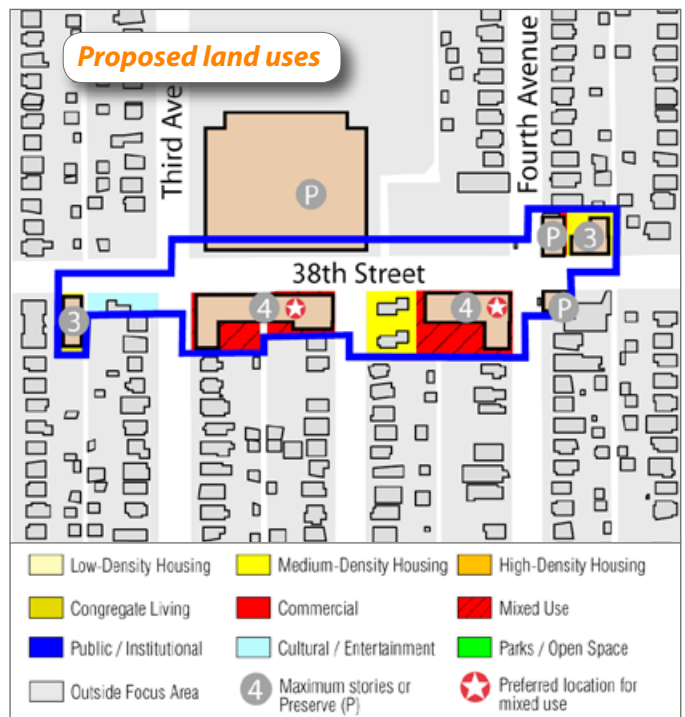 Proposed land uses
Third Ave
Fourth Avenue
P
P
3
38th Street
3
4
4
P
Low-Density Housing
Medium-Density Housing
High-Density Housing
Congregate Living
Commercial
Mixed Use
Public / Institutional
Cultural / Entertainment
Parks / Open Space
Outside Focus Area
4
Maximum stories or
Preserve (P)
Preferred location for
mixed use